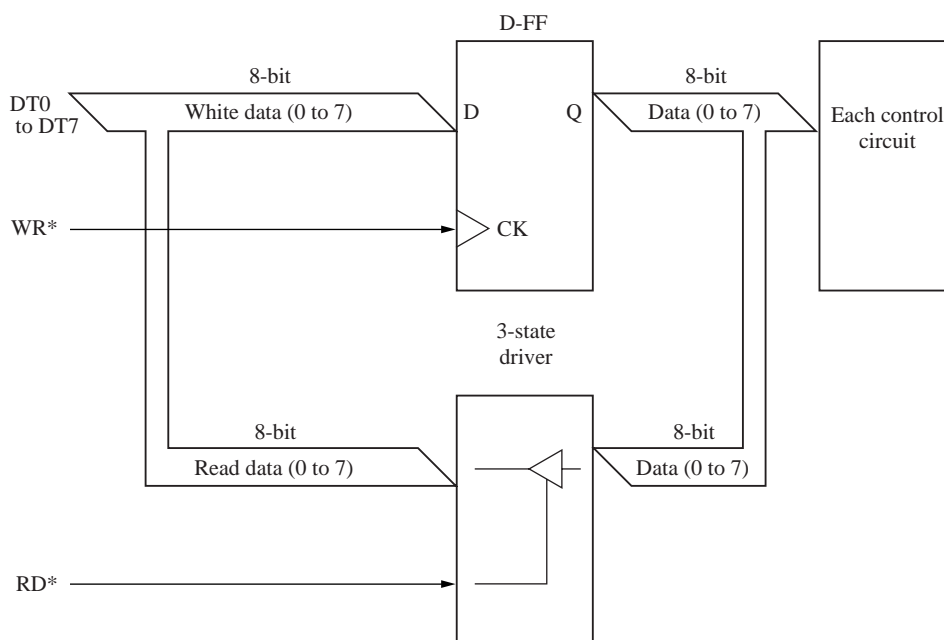 D-FF
8-bit
8-bit
DT0
to DT7
White data (0 to 7)
D
Q
Data (0 to 7)
Each control
circuit
WR*
CK
3-state
driver
8-bit
8-bit
Read data (0 to 7)
Data (0 to 7)
RD*